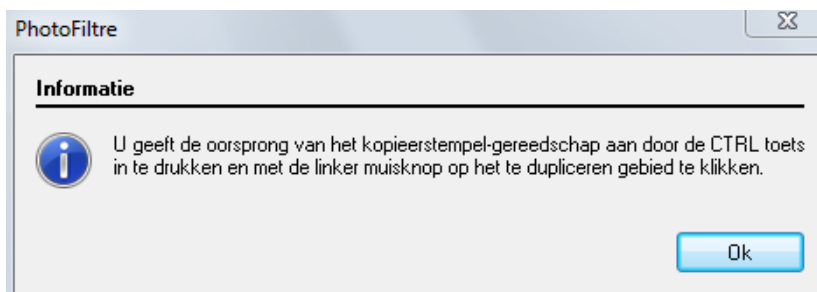 PhotoFiltre
Informatie
U geeft de oorsprong van het kopieerstempel-gereedschap aan door de CTRL toets
in te drukken en met de linker muisknop op het te dupliceren gebied te klikken.
Ok